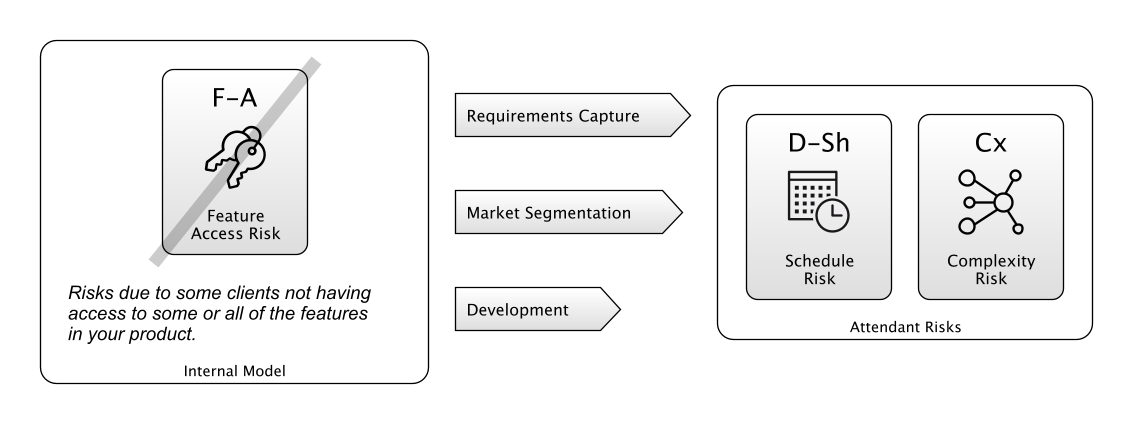 F-A
Feature
Access Risk
Risks due to some clients not having
access to some or all of the features
in your product.
Internal Model
Requirements Capture
Market Segmentation
Development
D-Sh
Schedule
Risk
Cx
Complexity
Risk
Attendant Risks